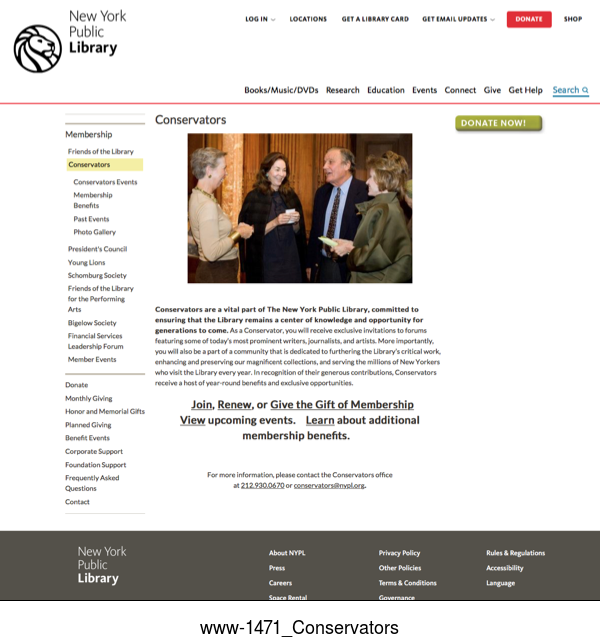 New York
Public
Library
LOG IN
LOCATIONS
GET A LIBRARY CARD
GET EMAIL UPDATES
DONATE
SHOP
Books/Music/DVDs Research Education Events Connect Give Get Help Search
Membership
Friends of the Library
Conservators
Conservators Events
Membership
Benefits
Past Events
Photo Gallery
President's Council
Young Lions
Schomburg Society
Friends of the Library
for the Performing
Arts
Bigelow Society
Financial Services
Leadership Forum
Member Events
Donate
Monthly Giving
Honor and Memorial Gifts
Planned Giving
Benefit Events
Corporate Support
Foundation Support
Frequently Asked
Questions
Contact
Conservators
Conservators are a vital part of The New York Public Library, committed to
ensuring that the Library remains a center of knowledge and opportunity for
generations to come. As a Conservator, you will receive exclusive invitations to forums
featuring some of today's most prominent writers, journalists, and artists. More importantly,
you will also be a part of a community that is dedicated to furthering the Library's critical work,
enhancing and preserving our magnificent collections, and serving the millions of New Yorkers
who visit the Library every year. In recognition of their generous contributions, Conservators
receive a host of year-round benefits and exclusive opportunities.
Join, Renew, or Give the Gift of Membership
View upcoming events. Learn about additional
membership benefits.
For more information, please contact the Conservators office
at 212.930.0670 or conservators@nypl.org.
DONATE NOW!
New York
Public
Library
About NYPL
Press
Careers
Space Rental
Privacy Policy
Other Policies
Terms & Conditions
Governance
Rules & Regulations
Accessibility
Language
www-1471_Conservators